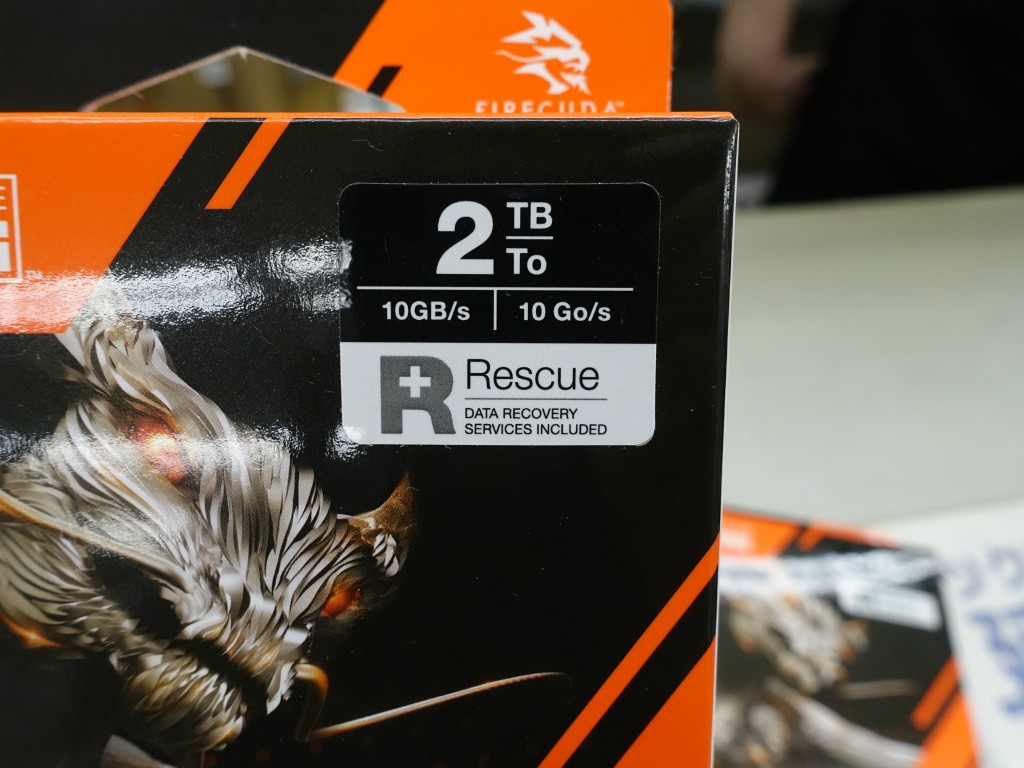 FIRECUDA
2 TB
To
10GB/s 10 Go/s
R Rescue
DATA RECOVERY
SERVICES INCLUDED